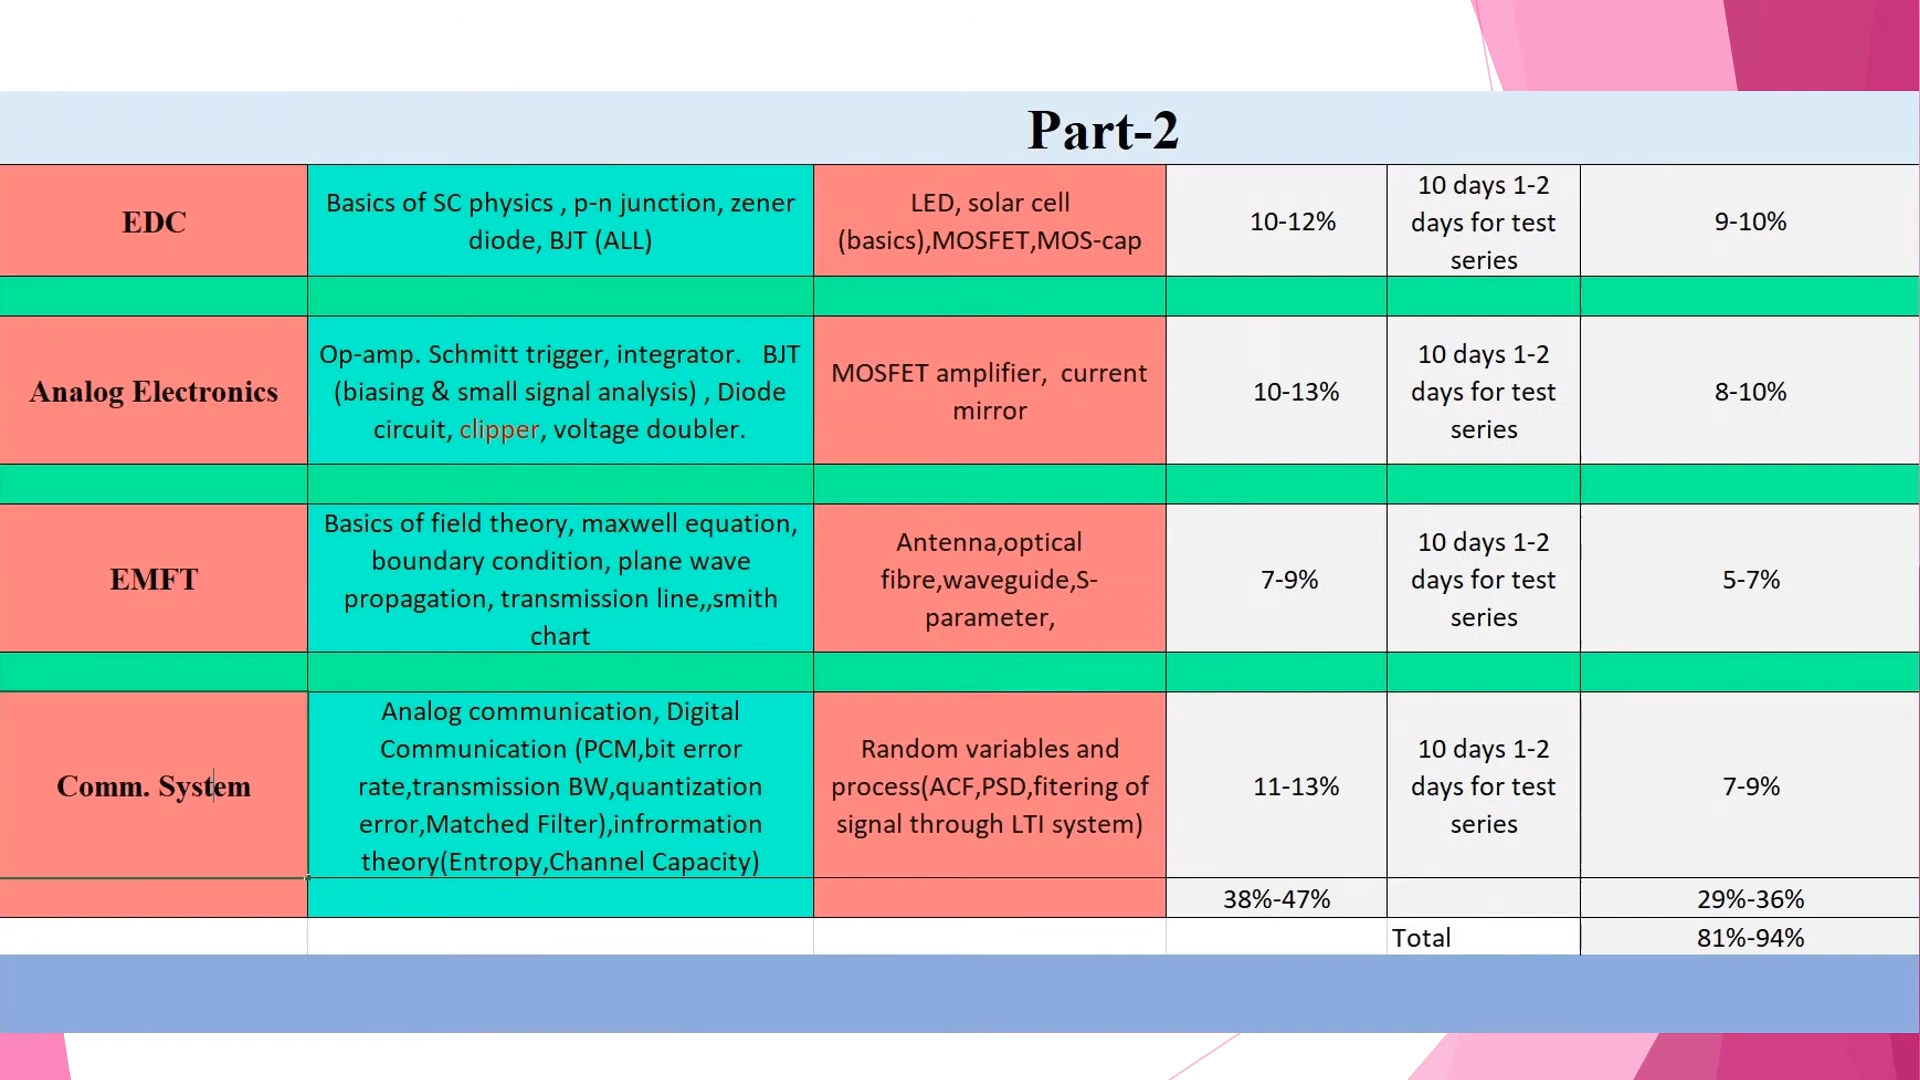 Part-2
EDC
Basics of SC physics , p-n junction, zener
diode, BJT (ALL)
LED, solar cell
(basics),MOSFET,MOS-cap
10-12%
10 days 1-2
days for test
series
9-10%
Analog Electronics
Op-amp. Schmitt trigger, integrator.   BJT
(biasing & small signal analysis) , Diode
circuit, clipper, voltage doubler.
MOSFET amplifier,  current
mirror
10-13%
10 days 1-2
days for test
series
8-10%
EMFT
Basics of field theory, maxwell equation,
boundary condition, plane wave
propagation, transmission line,,smith
chart
Antenna,optical
fibre,waveguide,S-
parameter,
7-9%
10 days 1-2
days for test
series
5-7%
Comm. System
Analog communication, Digital
Communication (PCM,bit error
rate,transmission BW,quantization
error,Matched Filter),infrormation
theory(Entropy,Channel Capacity)
Random variables and
process(ACF,PSD,fitering of
signal through LTI system)
11-13%
10 days 1-2
days for test
series
7-9%
38%-47%
29%-36%
Total
81%-94%